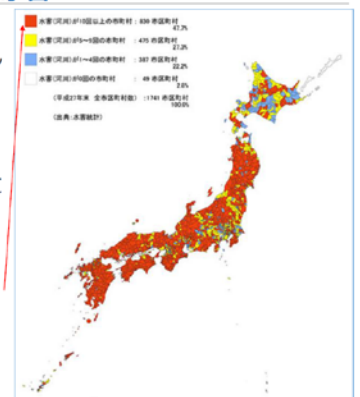 水害(河川)が10回以上の市町村 : 830 市区町村
47.7%
水害(河川)が5~9回の市町村 : 475 市区町村
27.3%
水害(河川)が1~4回の市町村 : 387 市区町村
22.2%
水害(河川)が0回の市町村 : 49 市区町村
2.8%
(平成27年末 全市区町村数) :1741 市区町村
100.0%
(出典:水害統計)